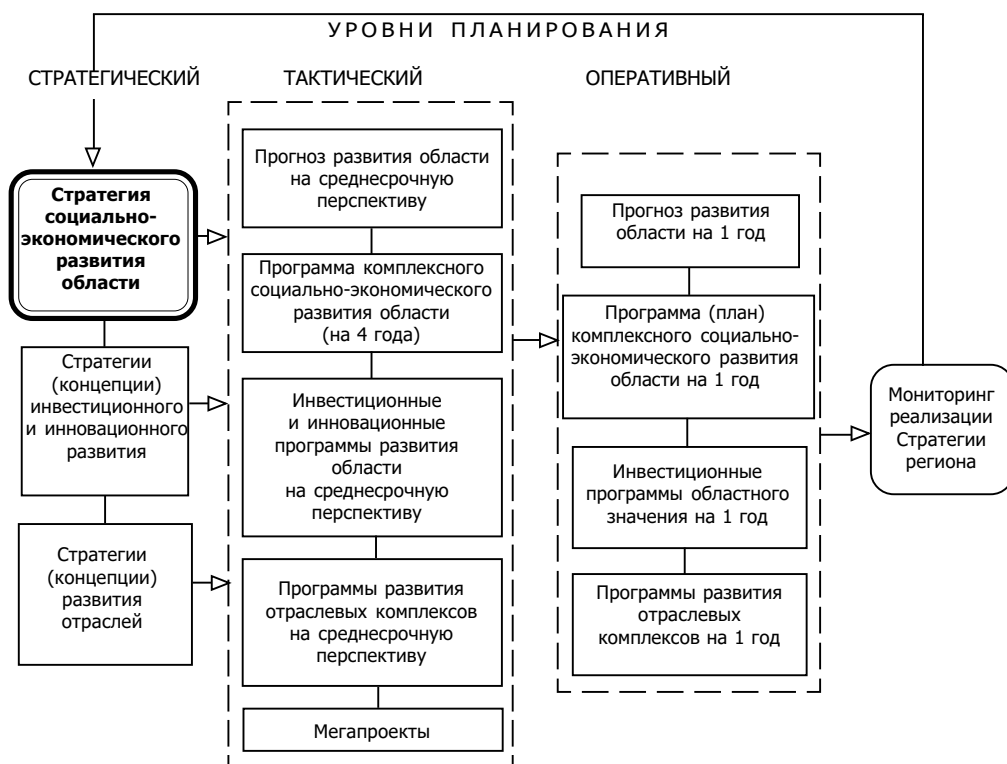 УРОВНИ ПЛАНИРОВАНИЯ
СТРАТЕГИЧЕСКИЙ
ТАКТИЧЕСКИЙ
ОПЕРАТИВНЫЙ
Стратегия
социально-
экономического
развития
области
Стратегии
(концепции)
инвестиционного
и инновационного
развития
Стратегии
(концепции)
развития
отраслей
Прогноз развития области
на среднесрочную
перспективу
Программа комплексного
социально-экономического
развития области
(на 4 года)
Инвестиционные
и инновационные
программы развития
области
на среднесрочную
перспективу
Программы развития
отраслевых комплексов
на среднесрочную
перспективу
Мегапроекты
Прогноз развития
области на 1 год
Программа (план)
комплексного социально-
экономического развития
области на 1 год
Инвестиционные
программы областного
значения на 1 год
Программы развития
отраслевых
комплексов на 1 год
Мониторинг
реализации
Стратегии
региона